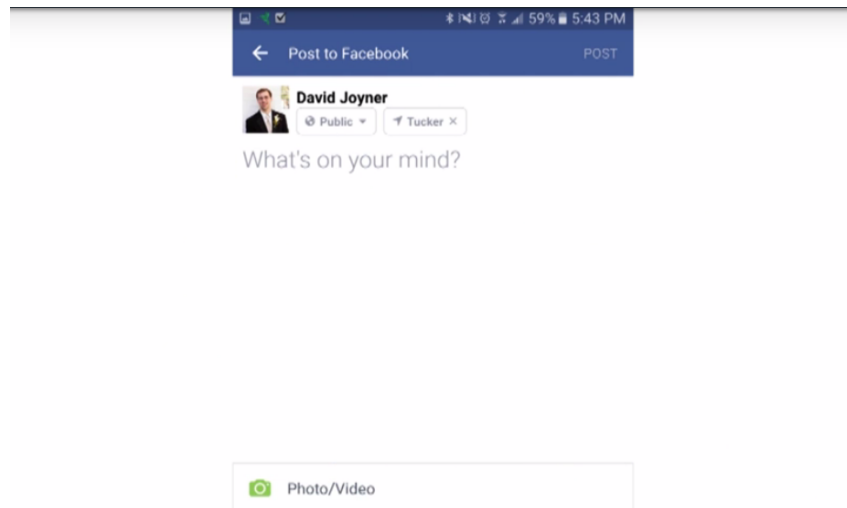 59% 5:43 PM
Post to Facebook POST
David Joyner
Public Tucker ×
What's on your mind?
Photo/Video